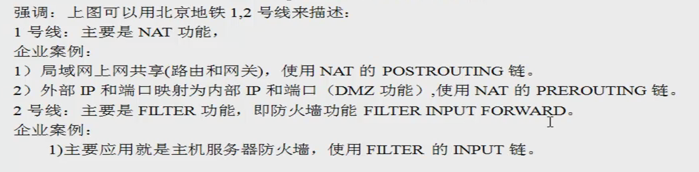 强调：上图可以用北京地铁 1,2 号线来描述：
1 号线：主要是 NAT 功能，
企业案例：
1）局域网上网共享(路由和网关)，使用 NAT 的 POSTROUTING 链。
2）外部 IP 和端口映射为内部 IP 和端口（DMZ 功能）,使用 NAT 的 PREROUTING 链。
2 号线：主要是 FILTER 功能，即防火墙功能 FILTER INPUT FORWARD。
企业案例：
1)主要应用就是主机服务器防火墙，使用 FILTER 的 INPUT 链。